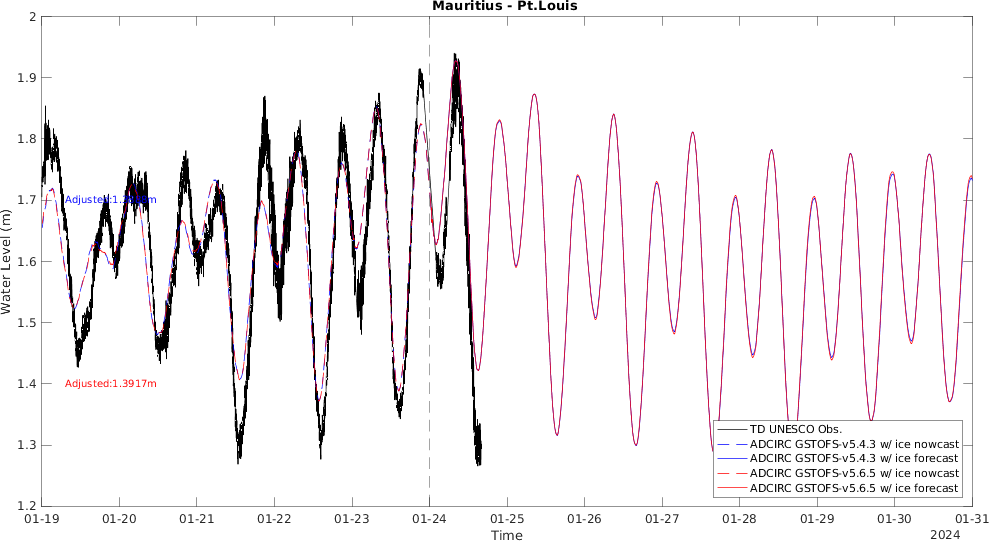 Mauritius - Pt.Louis
2
1.9
1.8
1.7
1.6
1.5
1.4
1.3
1.2
Water Level (m)
Adjusted:1.3917m
01-19 01-20 01-21 01-22 01-23 01-24 01-25 01-26 01-27 01-28 01-29 01-30 01-31
Time
2024
TD UNESCO Obs.
ADCIRC GSTOFS-v5.4.3 w/ ice nowcast
ADCIRC GSTOFS-v5.4.3 w/ ice forecast
ADCIRC GSTOFS-v5.6.5 w/ ice nowcast
ADCIRC GSTOFS-v5.6.5 w/ ice forecast